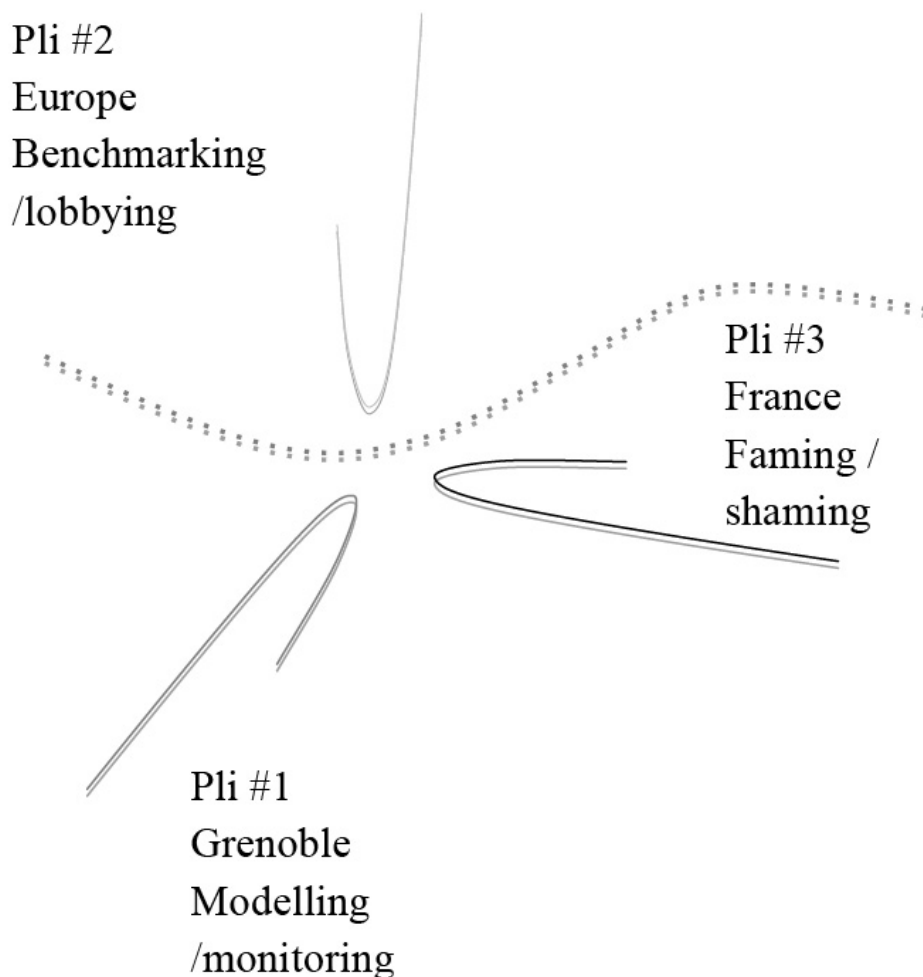 Pli #2
Europe
Benchmarking
/lobbying
Pli #3
France
Faming /
shaming
Pli #1
Grenoble
Modelling
/monitoring